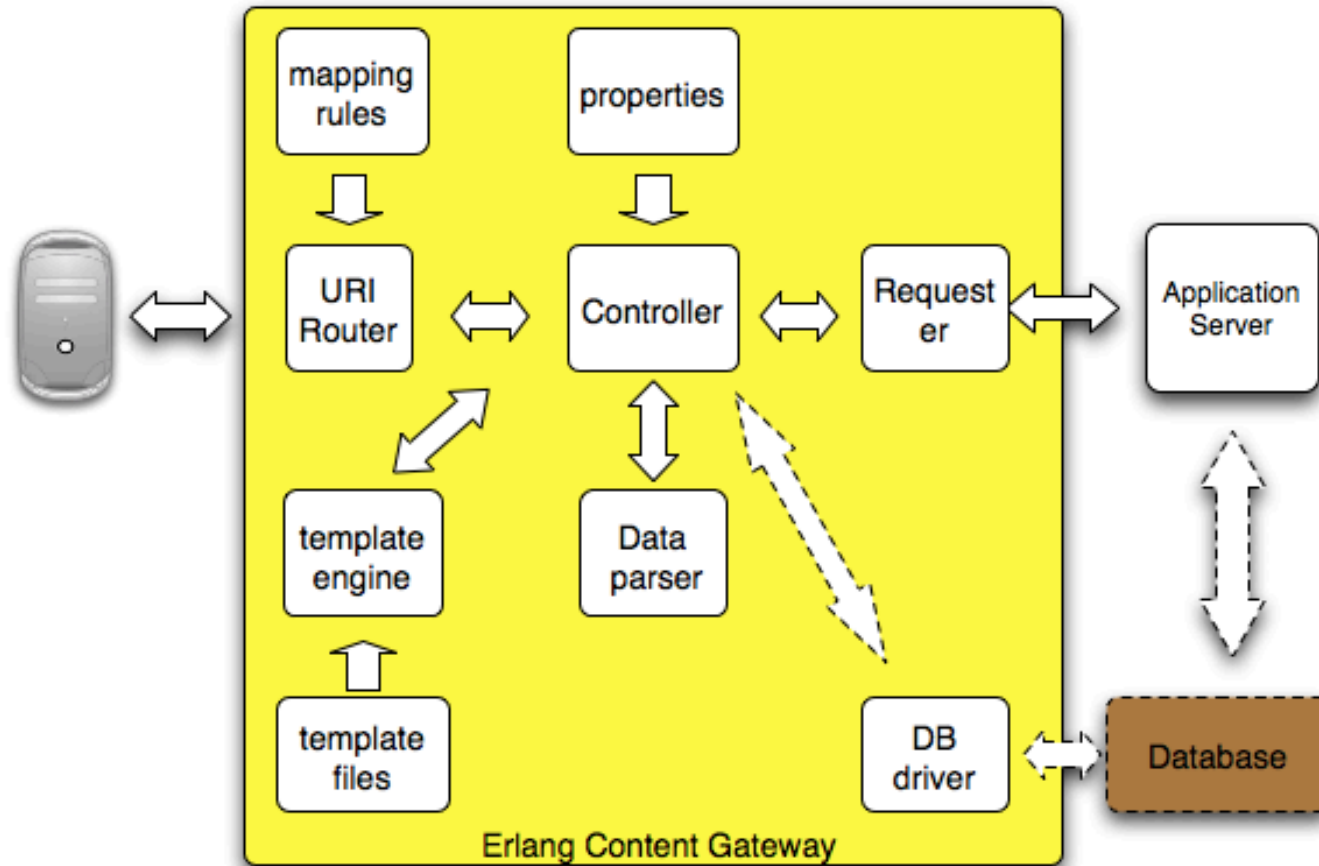 mapping
rules
properties
URI
Router
Controller
Request
er
Application
Server
template
engine
Data
parser
template
files
DB
driver
Database
Erlang Content Gateway